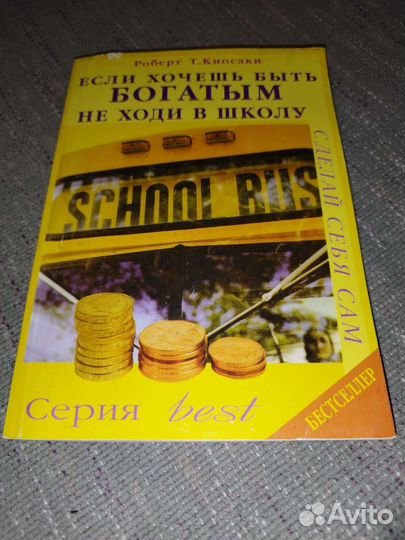 Роберт Т.Киосаки
ЕСЛИ ХОЧЕШЬ БЫТЬ
БОГАТЫМ
НЕ ХОДИ В ШКОЛУ
SCHOOL BUS
СДЕЛАЙ СЕБЯ САМ
Серия best
БЕСТСЕЛЛЕР
Avito